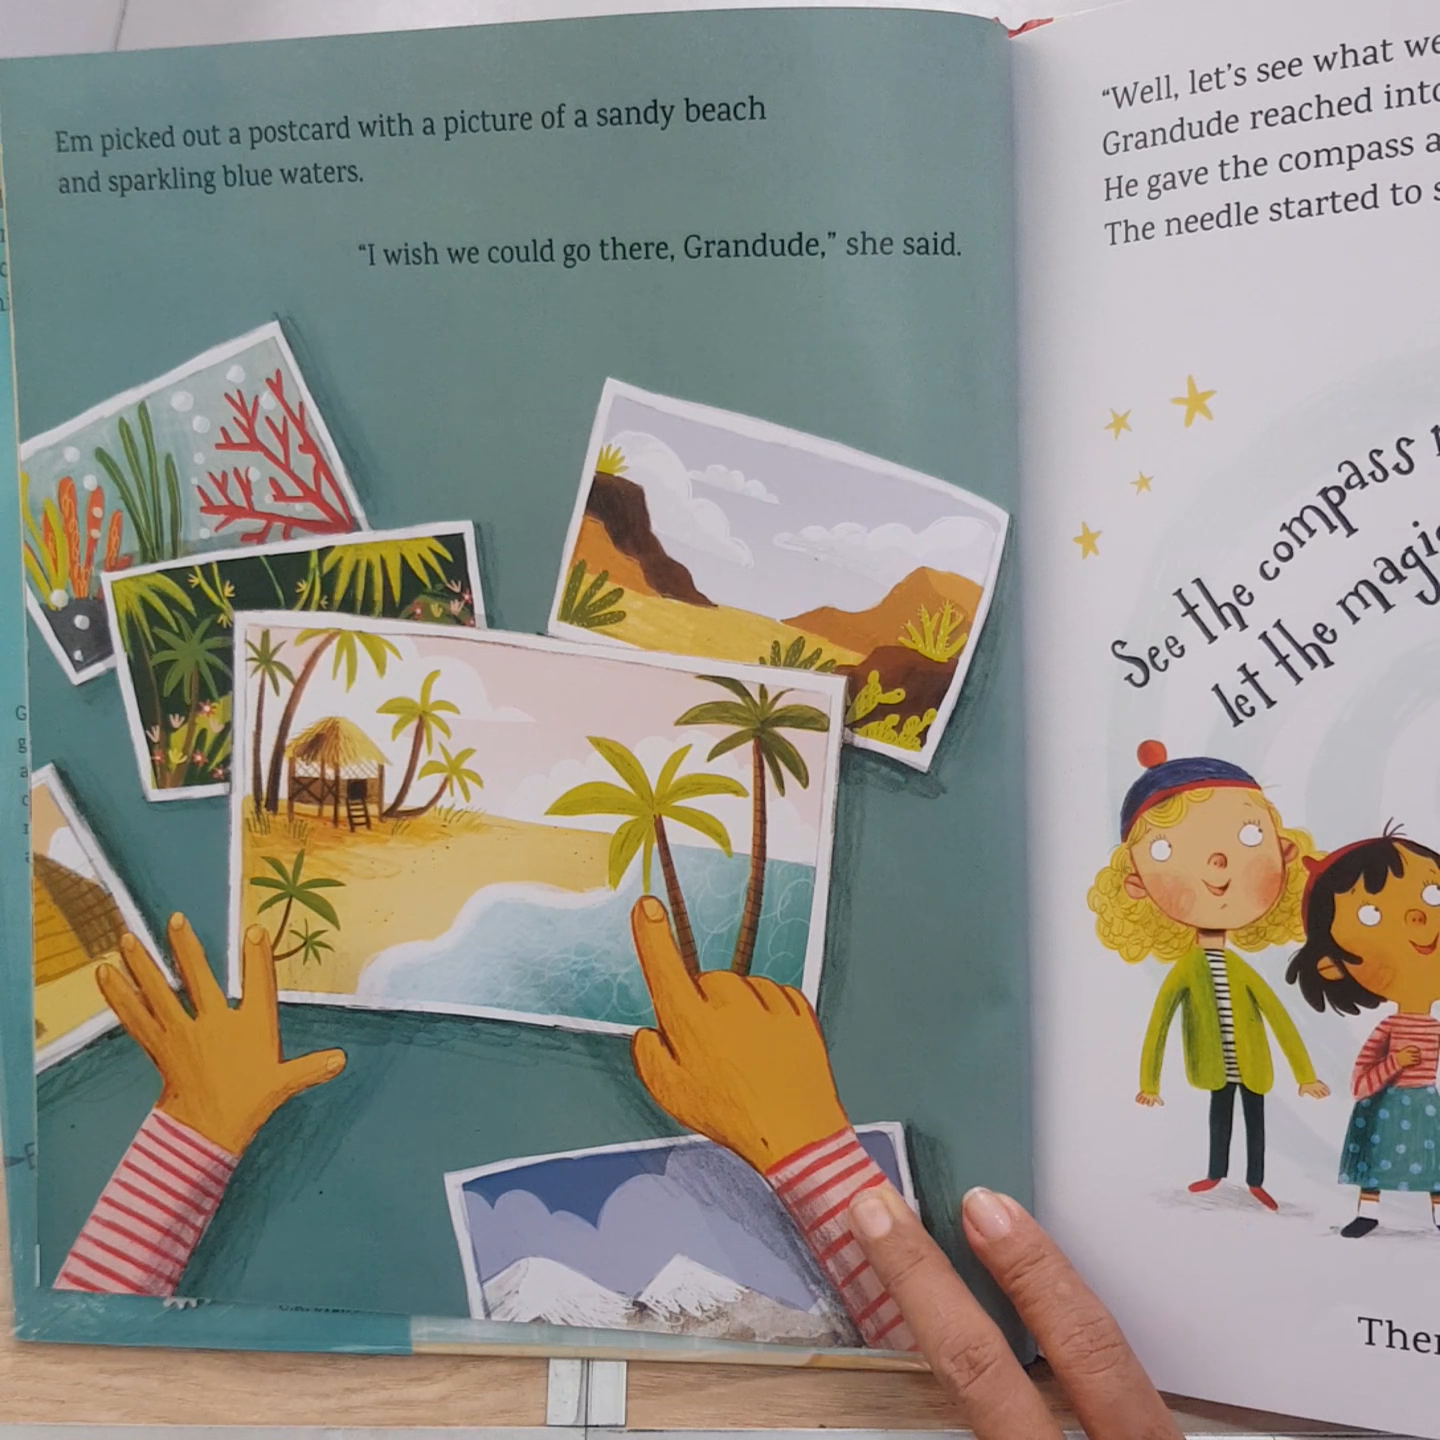 Em picked out a postcard with a picture of a sandy beach
and sparkling blue waters.
“I wish we could go there, Grandude,” she said.
“Well, let’s see what we
Grandude reached into
He gave the compass a
The needle started to s
See the compass
let the magi